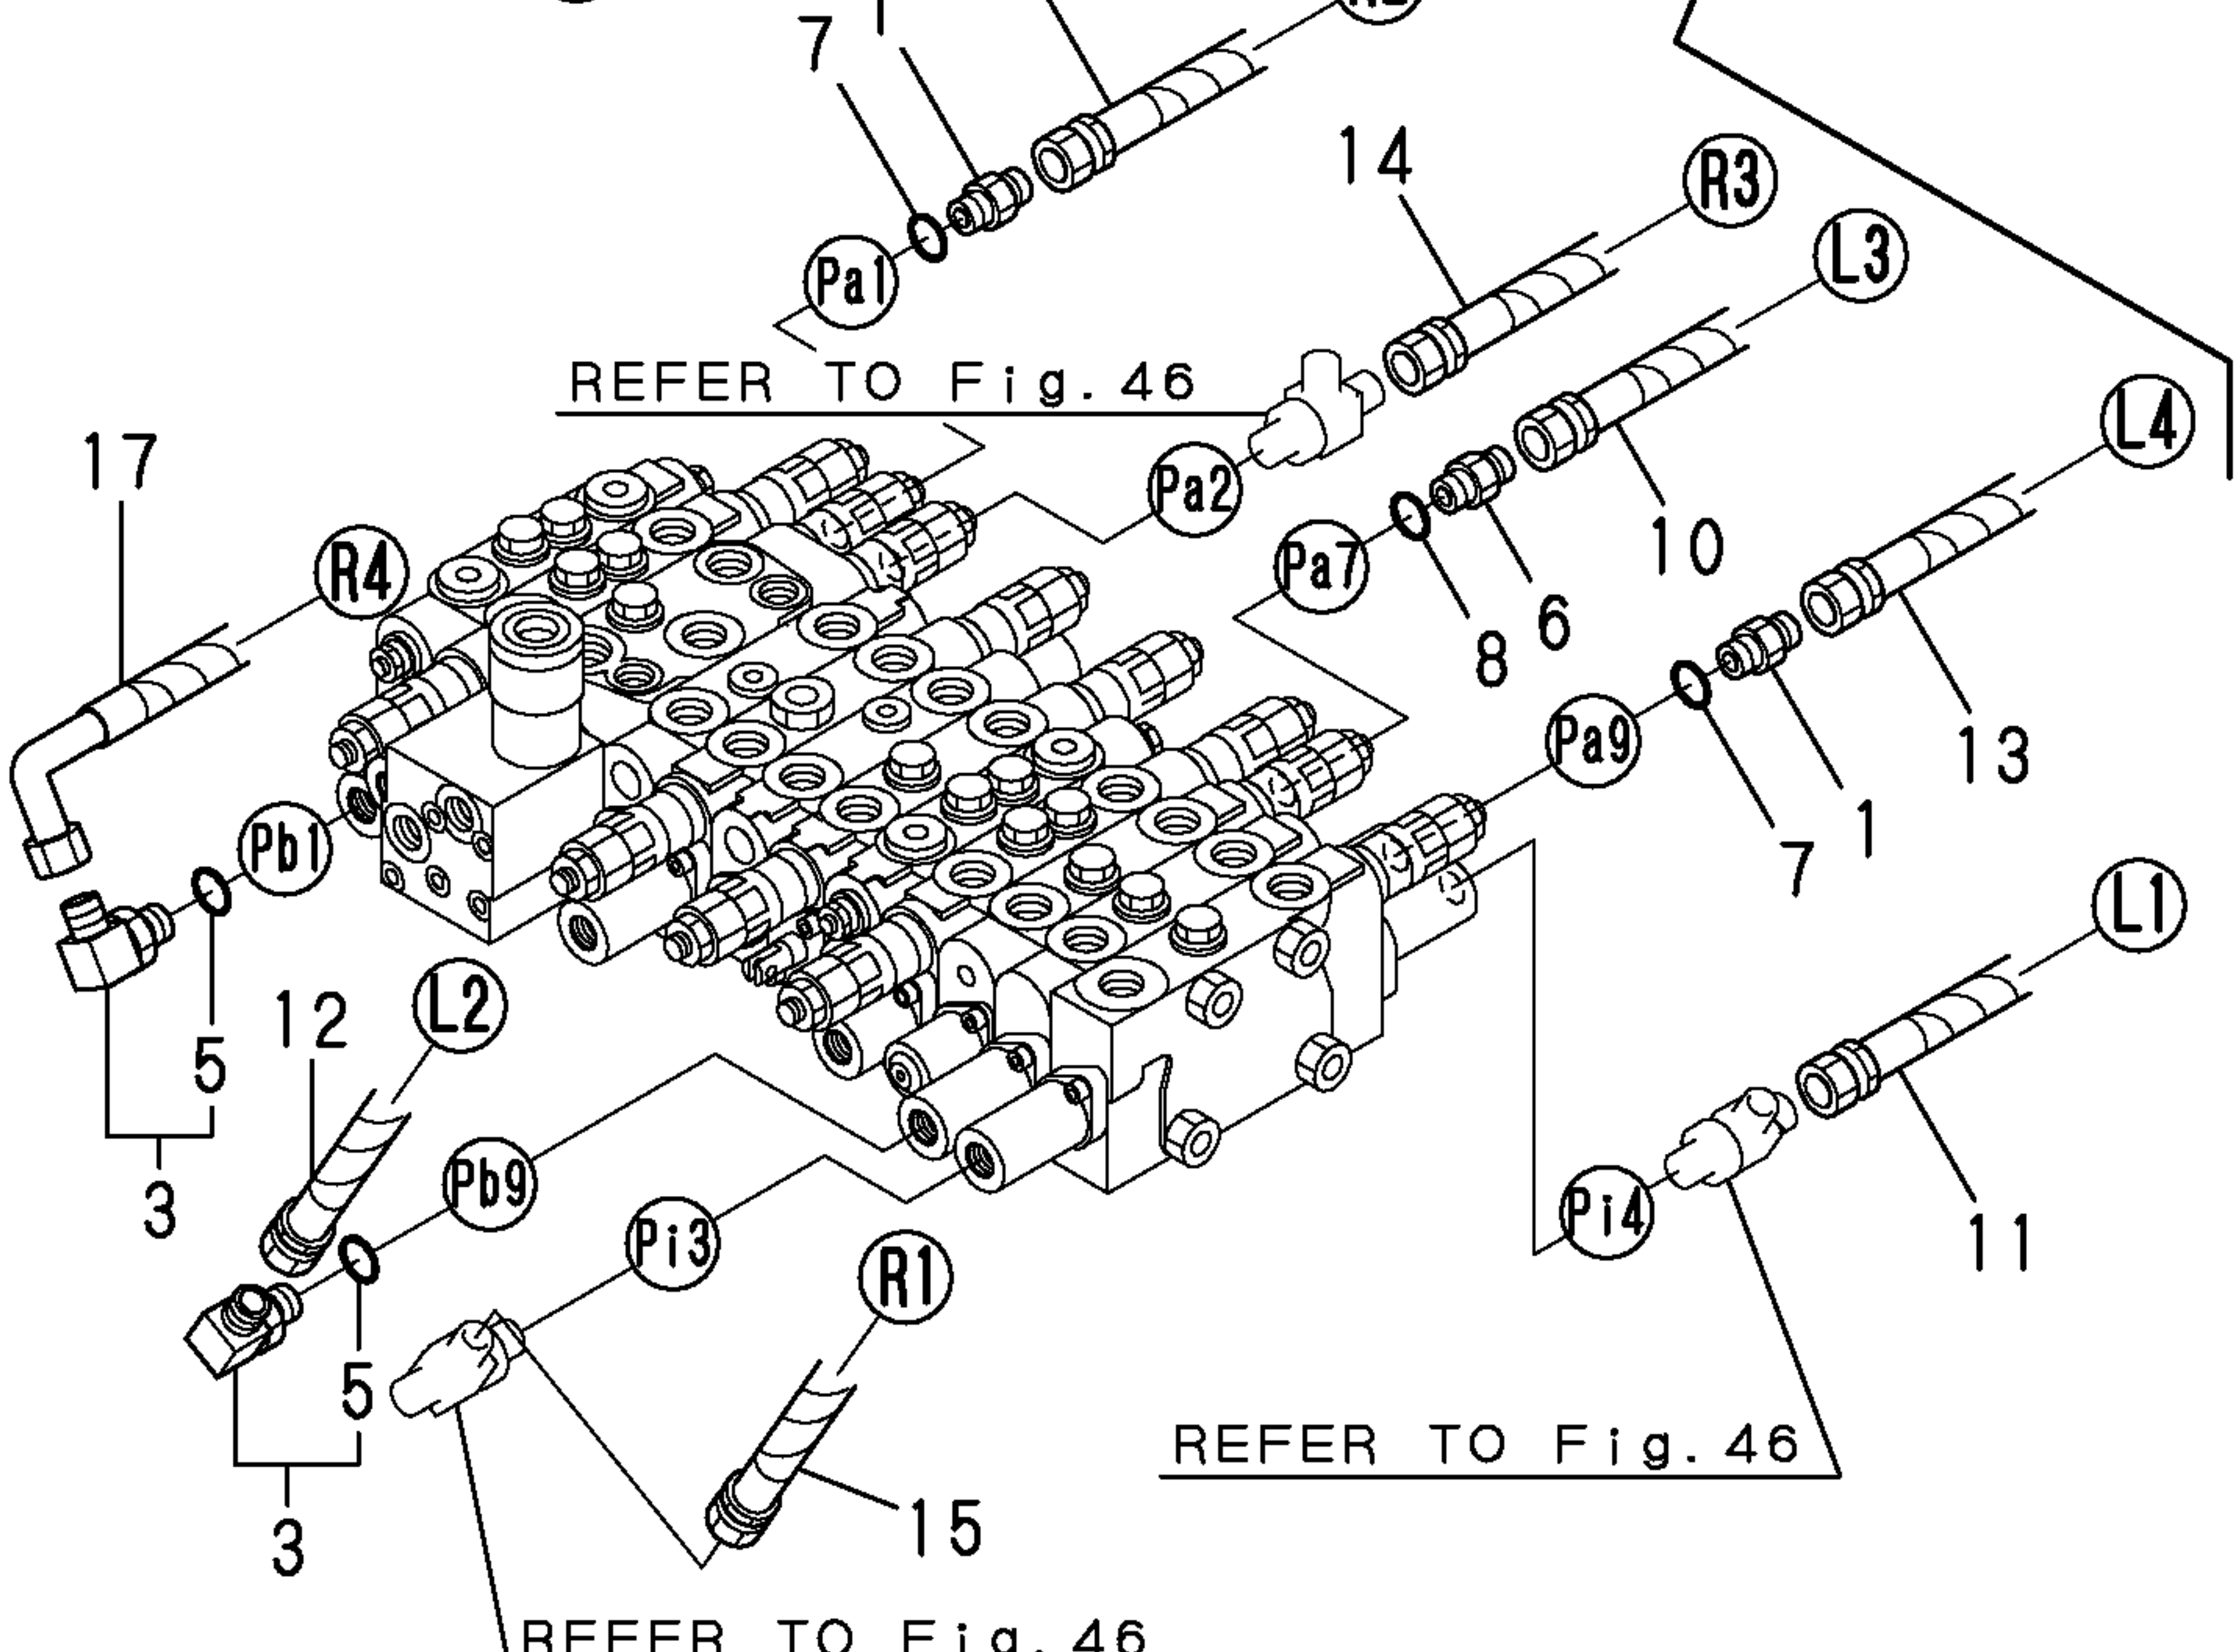 7
1
14
R3
L3
Pa1
REFER TO Fig.46
L4
17
Pa2
R4
Pa7
10
8
6
Pa9
13
Pb1
7
1
L1
12
L2
5
3
Pb9
Pi3
Pi4
11
R1
5
REFER TO Fig.46
3
15
REFER TO Fig.46